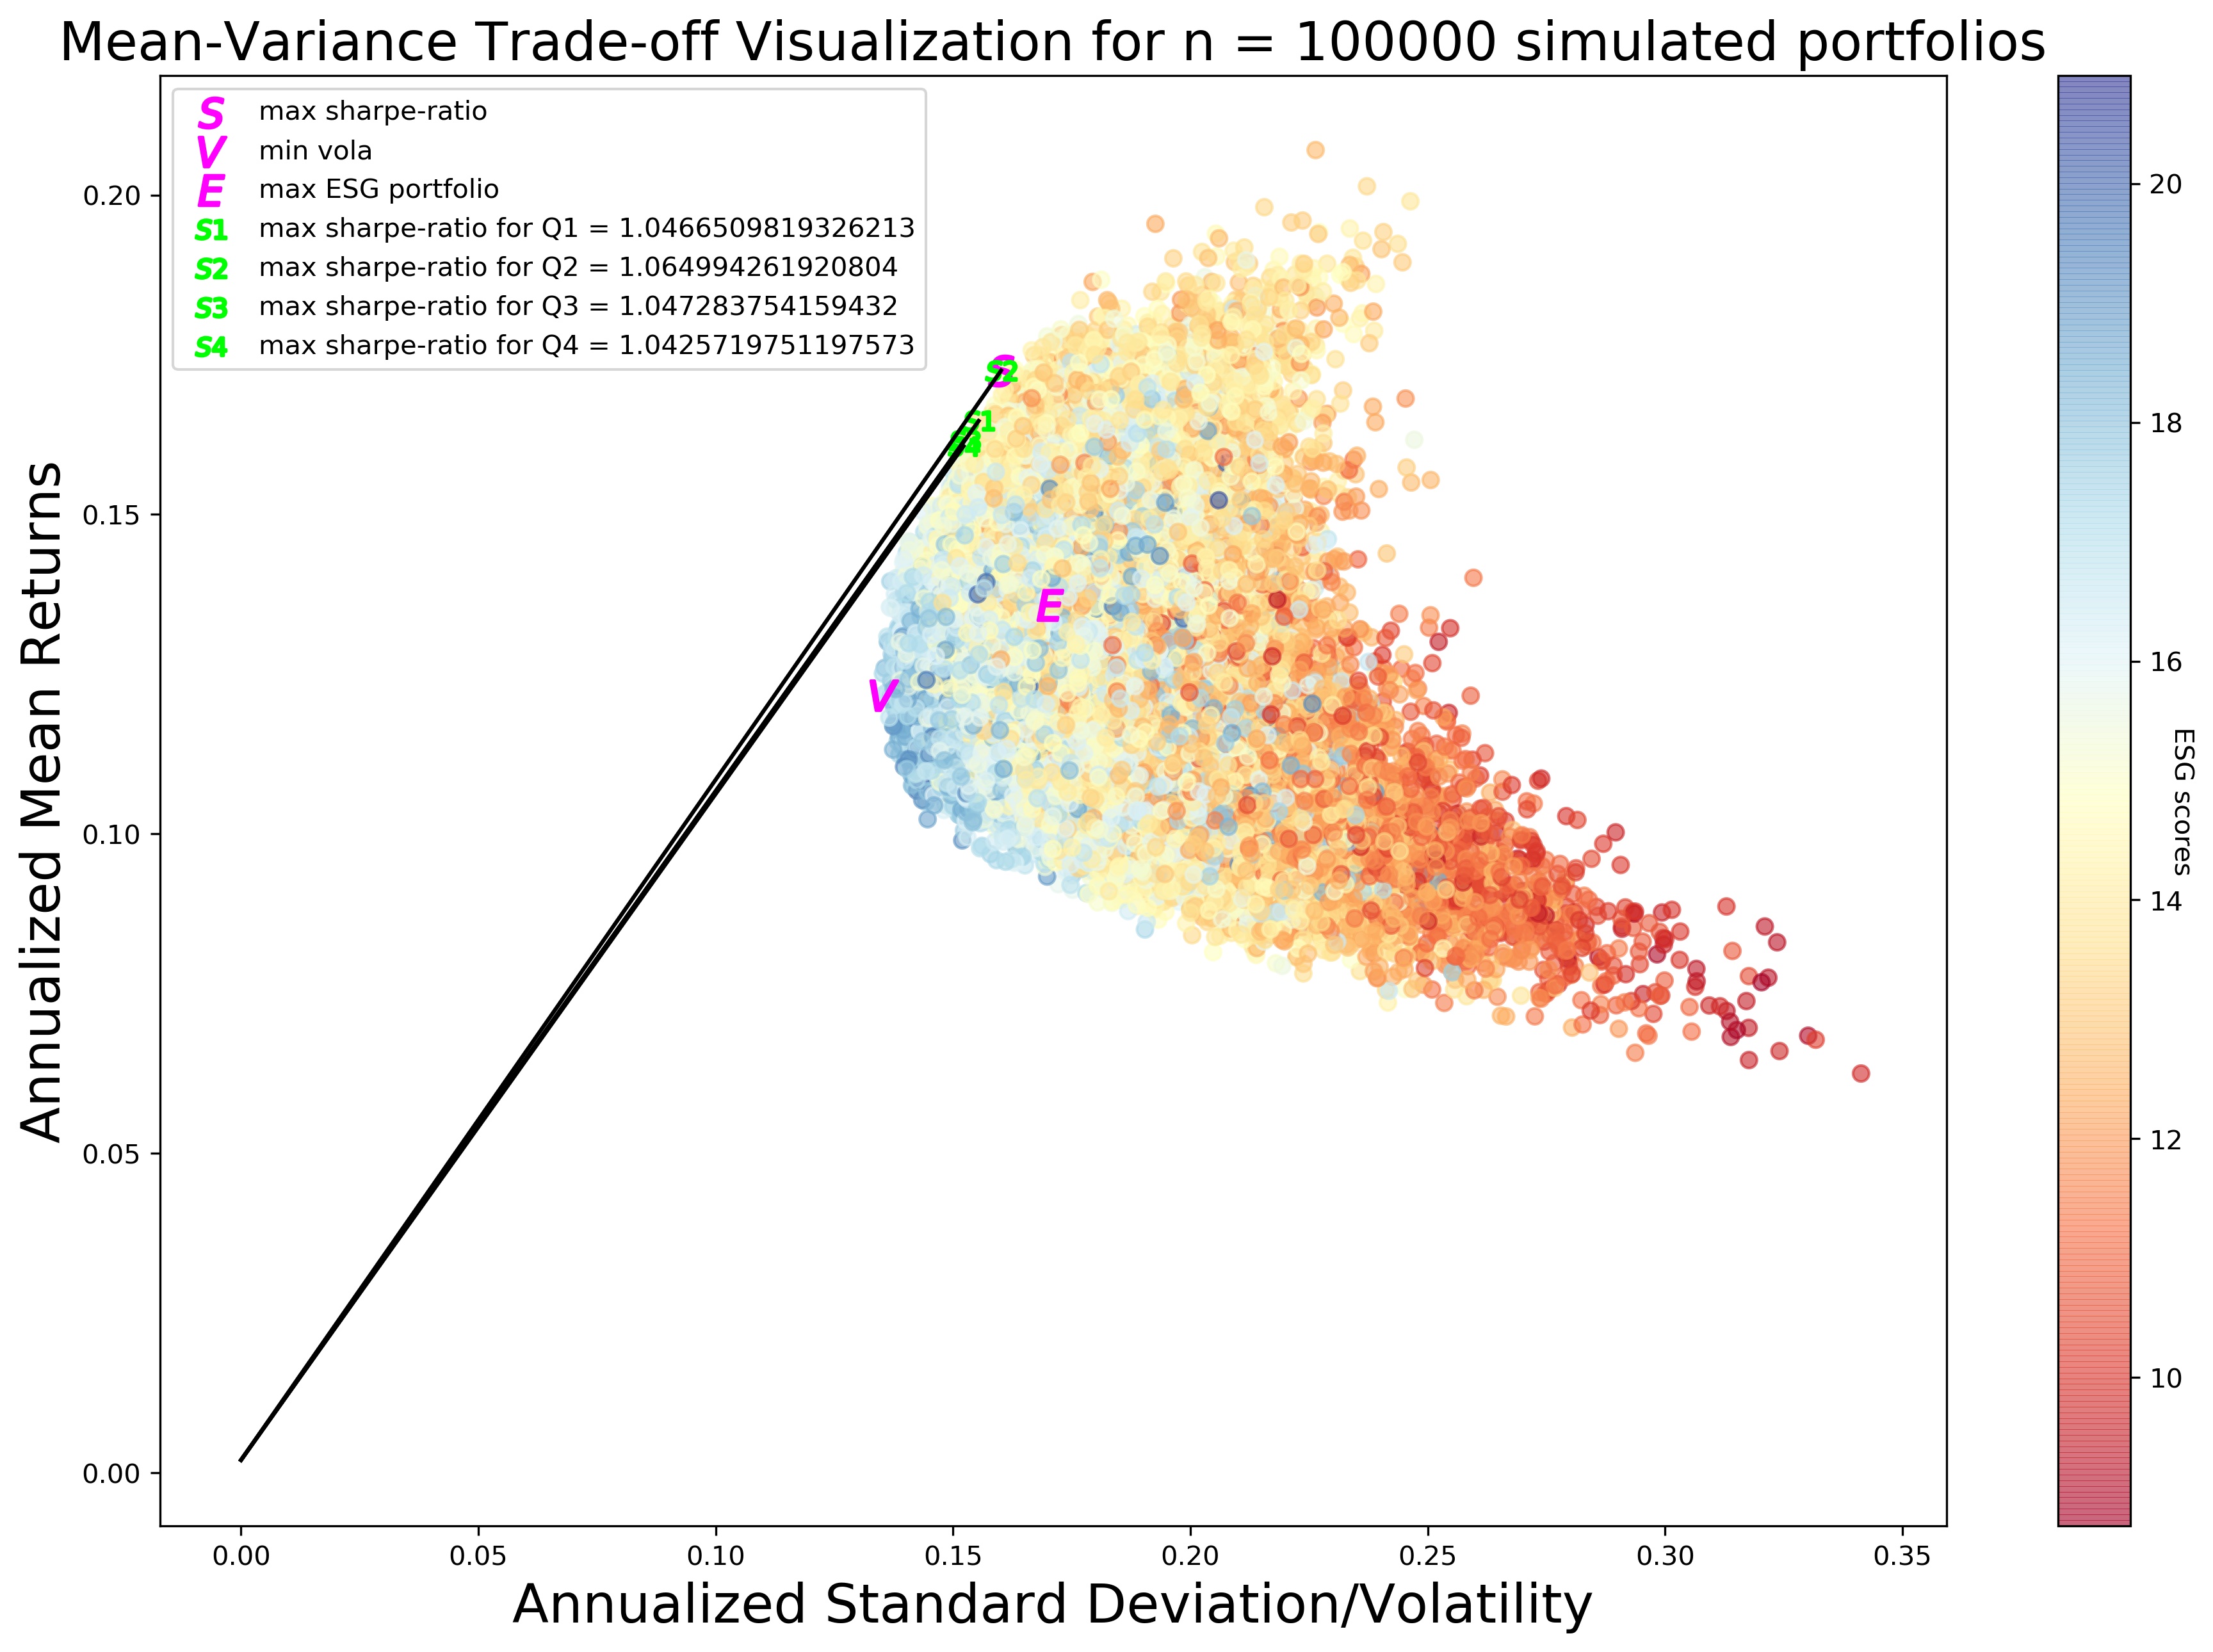 Mean-Variance Trade-off Visualization for n = 100000 simulated portfolios
S max sharpe-ratio
V min vola
E max ESG portfolio
S1 max sharpe-ratio for Q1 = 1.0466509819326213
S2 max sharpe-ratio for Q2 = 1.064994261920804
S3 max sharpe-ratio for Q3 = 1.047283754159432
S4 max sharpe-ratio for Q4 = 1.0425719751197573
Annualized Mean Returns
0.20
0.15
0.10
0.05
0.00
S
S2
S1
S4
E
V
0.00 0.05 0.10 0.15 0.20 0.25 0.30 0.35
Annualized Standard Deviation/Volatility
20
18
16
14
12
10
ESG scores